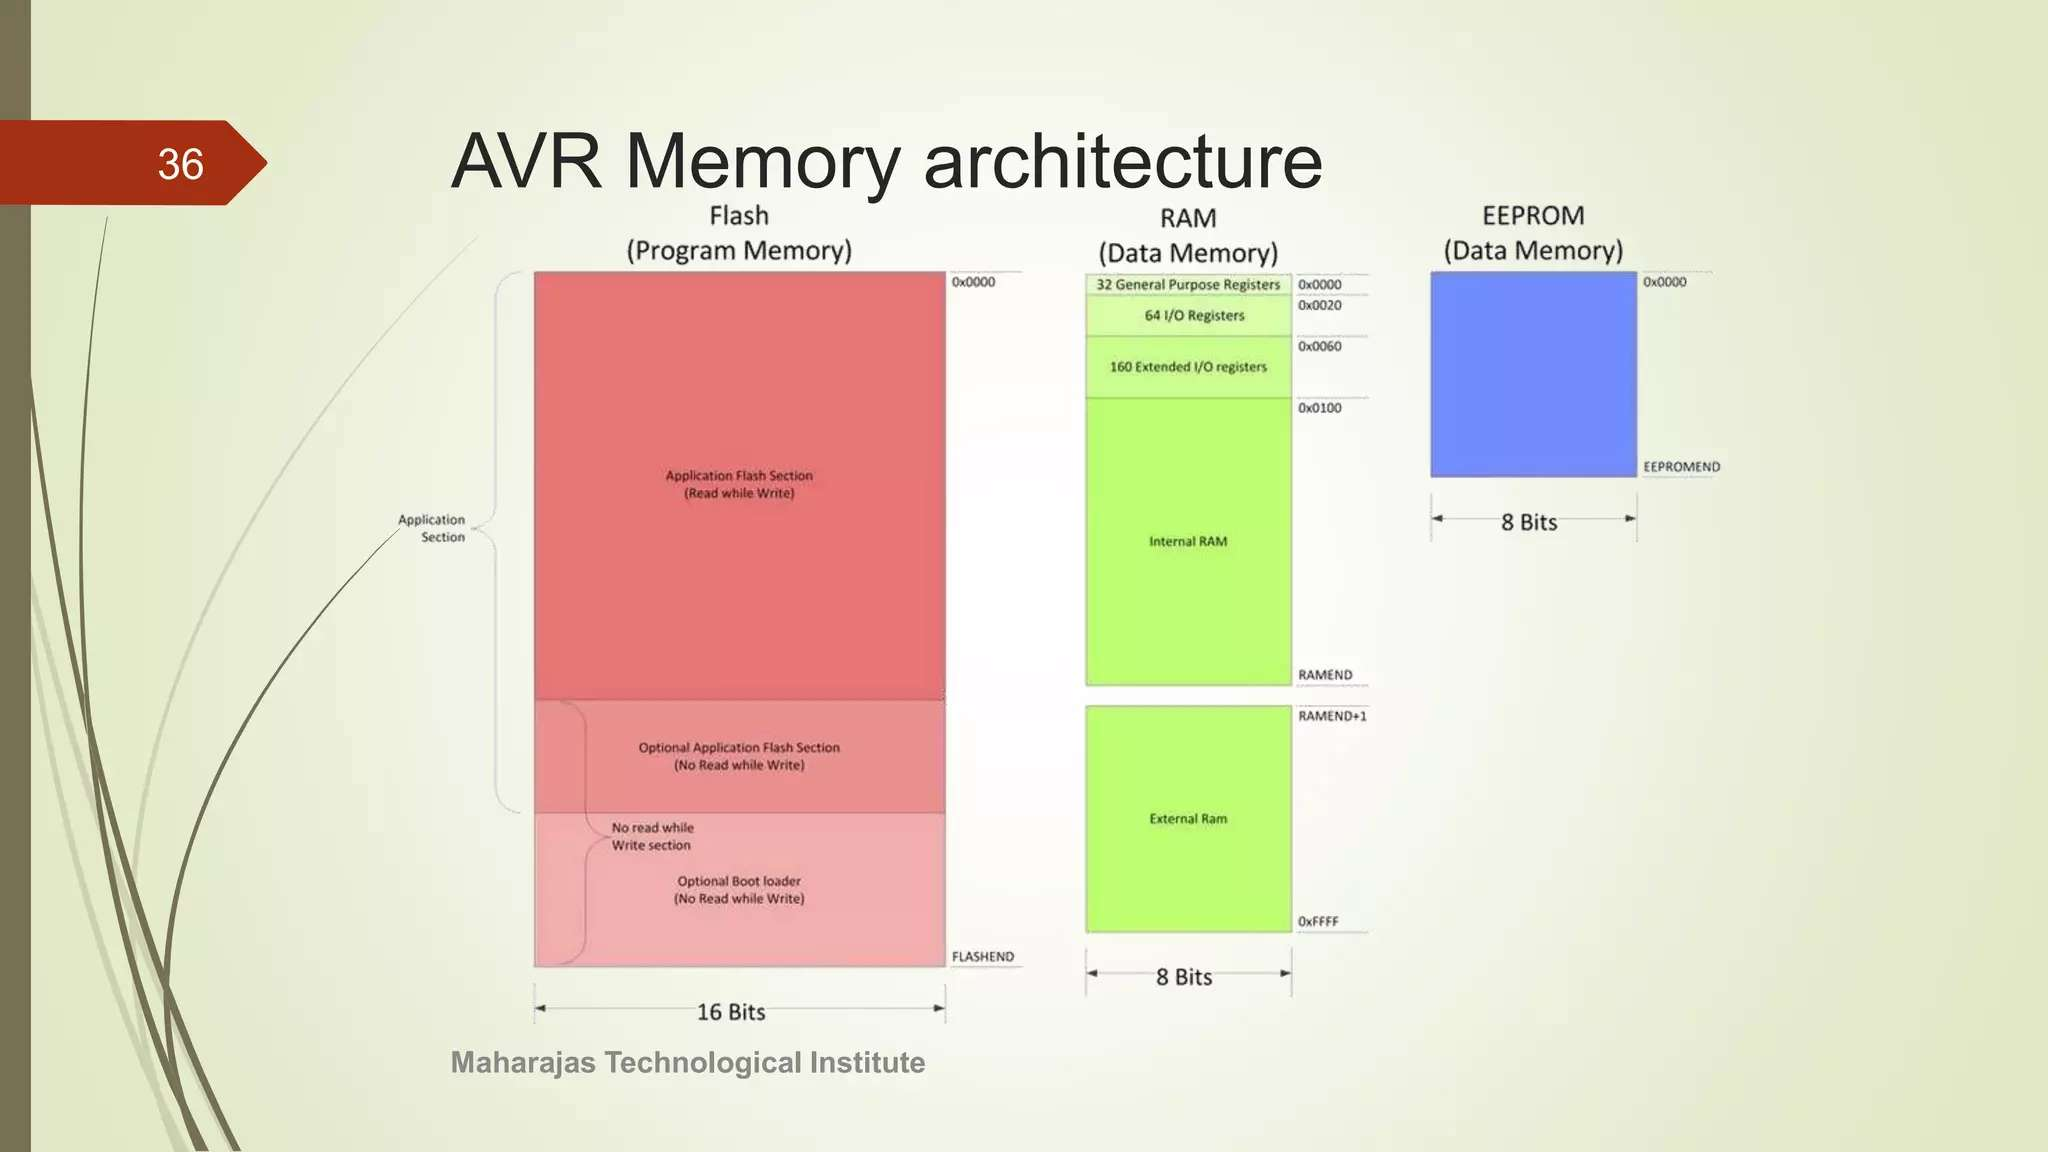 36
AVR Memory architecture
Flash
(Program Memory)
0x0000
Application Flash Section
(Read while Write)
Application
Section
Optional Application Flash Section
(No Read while Write)
No read while
Write section
Optional Boot loader
(No Read while Write)
FLASHEND
16 Bits
RAM
(Data Memory)
32 General Purpose Registers
0x0000
64 I/O Registers
0x0020
0x0060
160 Extended I/O registers
0x0100
Internal RAM
RAMEND
RAMEND+1
External Ram
0xFFFF
8 Bits
EEPROM
(Data Memory)
0x0000
EEPROMEND
8 Bits
Maharajas Technological Institute